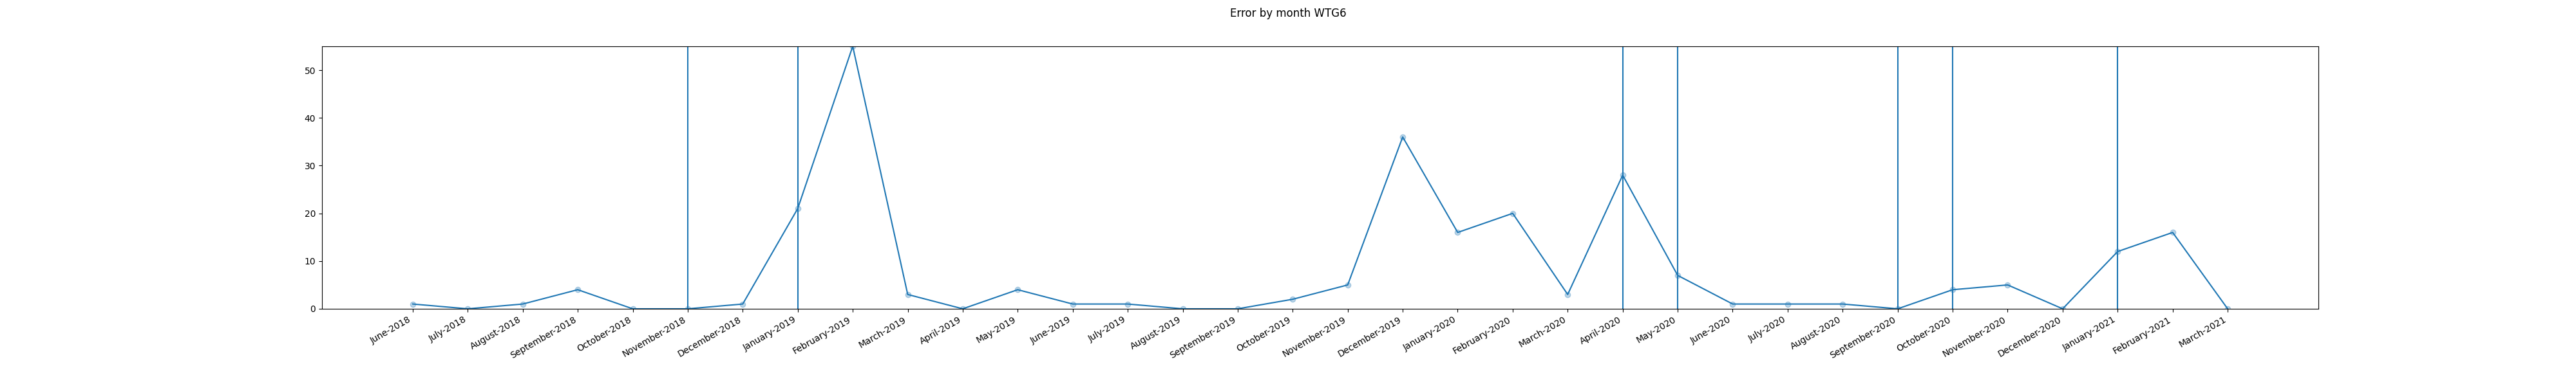 Error by month WTG6
50
40
30
20
10
0
June-2018
July-2018
August-2018
September-2018
October-2018
November-2018
December-2018
January-2019
February-2019
March-2019
April-2019
May-2019
June-2019
July-2019
August-2019
September-2019
October-2019
November-2019
December-2019
January-2020
February-2020
March-2020
April-2020
May-2020
June-2020
July-2020
August-2020
September-2020
October-2020
November-2020
December-2020
January-2021
February-2021
March-2021